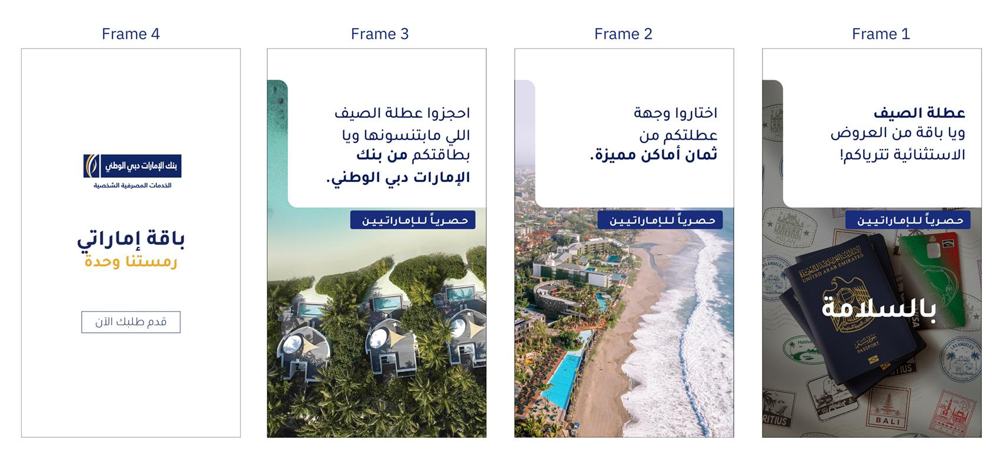 Frame 1
عطلة الصيف
ويا باقة من العروض
الاستثنائية تترياكم!
حصرياً للإماراتيين
MILAN
LOS ANGELES
الإمارات العربية المتحدة
UNITED ARAB EMIRATES
بالسلامة
VISA
جواز سفر
PASSPORT
Maldives
LOS ANGELES
MAURITIUS
phuket
BALI
Frame 2
اختاروا وجهة
عطلتكم من
ثمان أماكن مميزة.
حصرياً للإماراتيين
Frame 3
احجزوا عطلة الصيف
اللي مابتنسونها ويا
بطاقتكم من بنك
الإمارات دبي الوطني.
حصرياً للإماراتيين
Frame 4
بنك الإمارات دبي الوطني
الخدمات المصرفية الشخصية
باقة إماراتي
رمستنا وحدة
قدم طلبك الآن